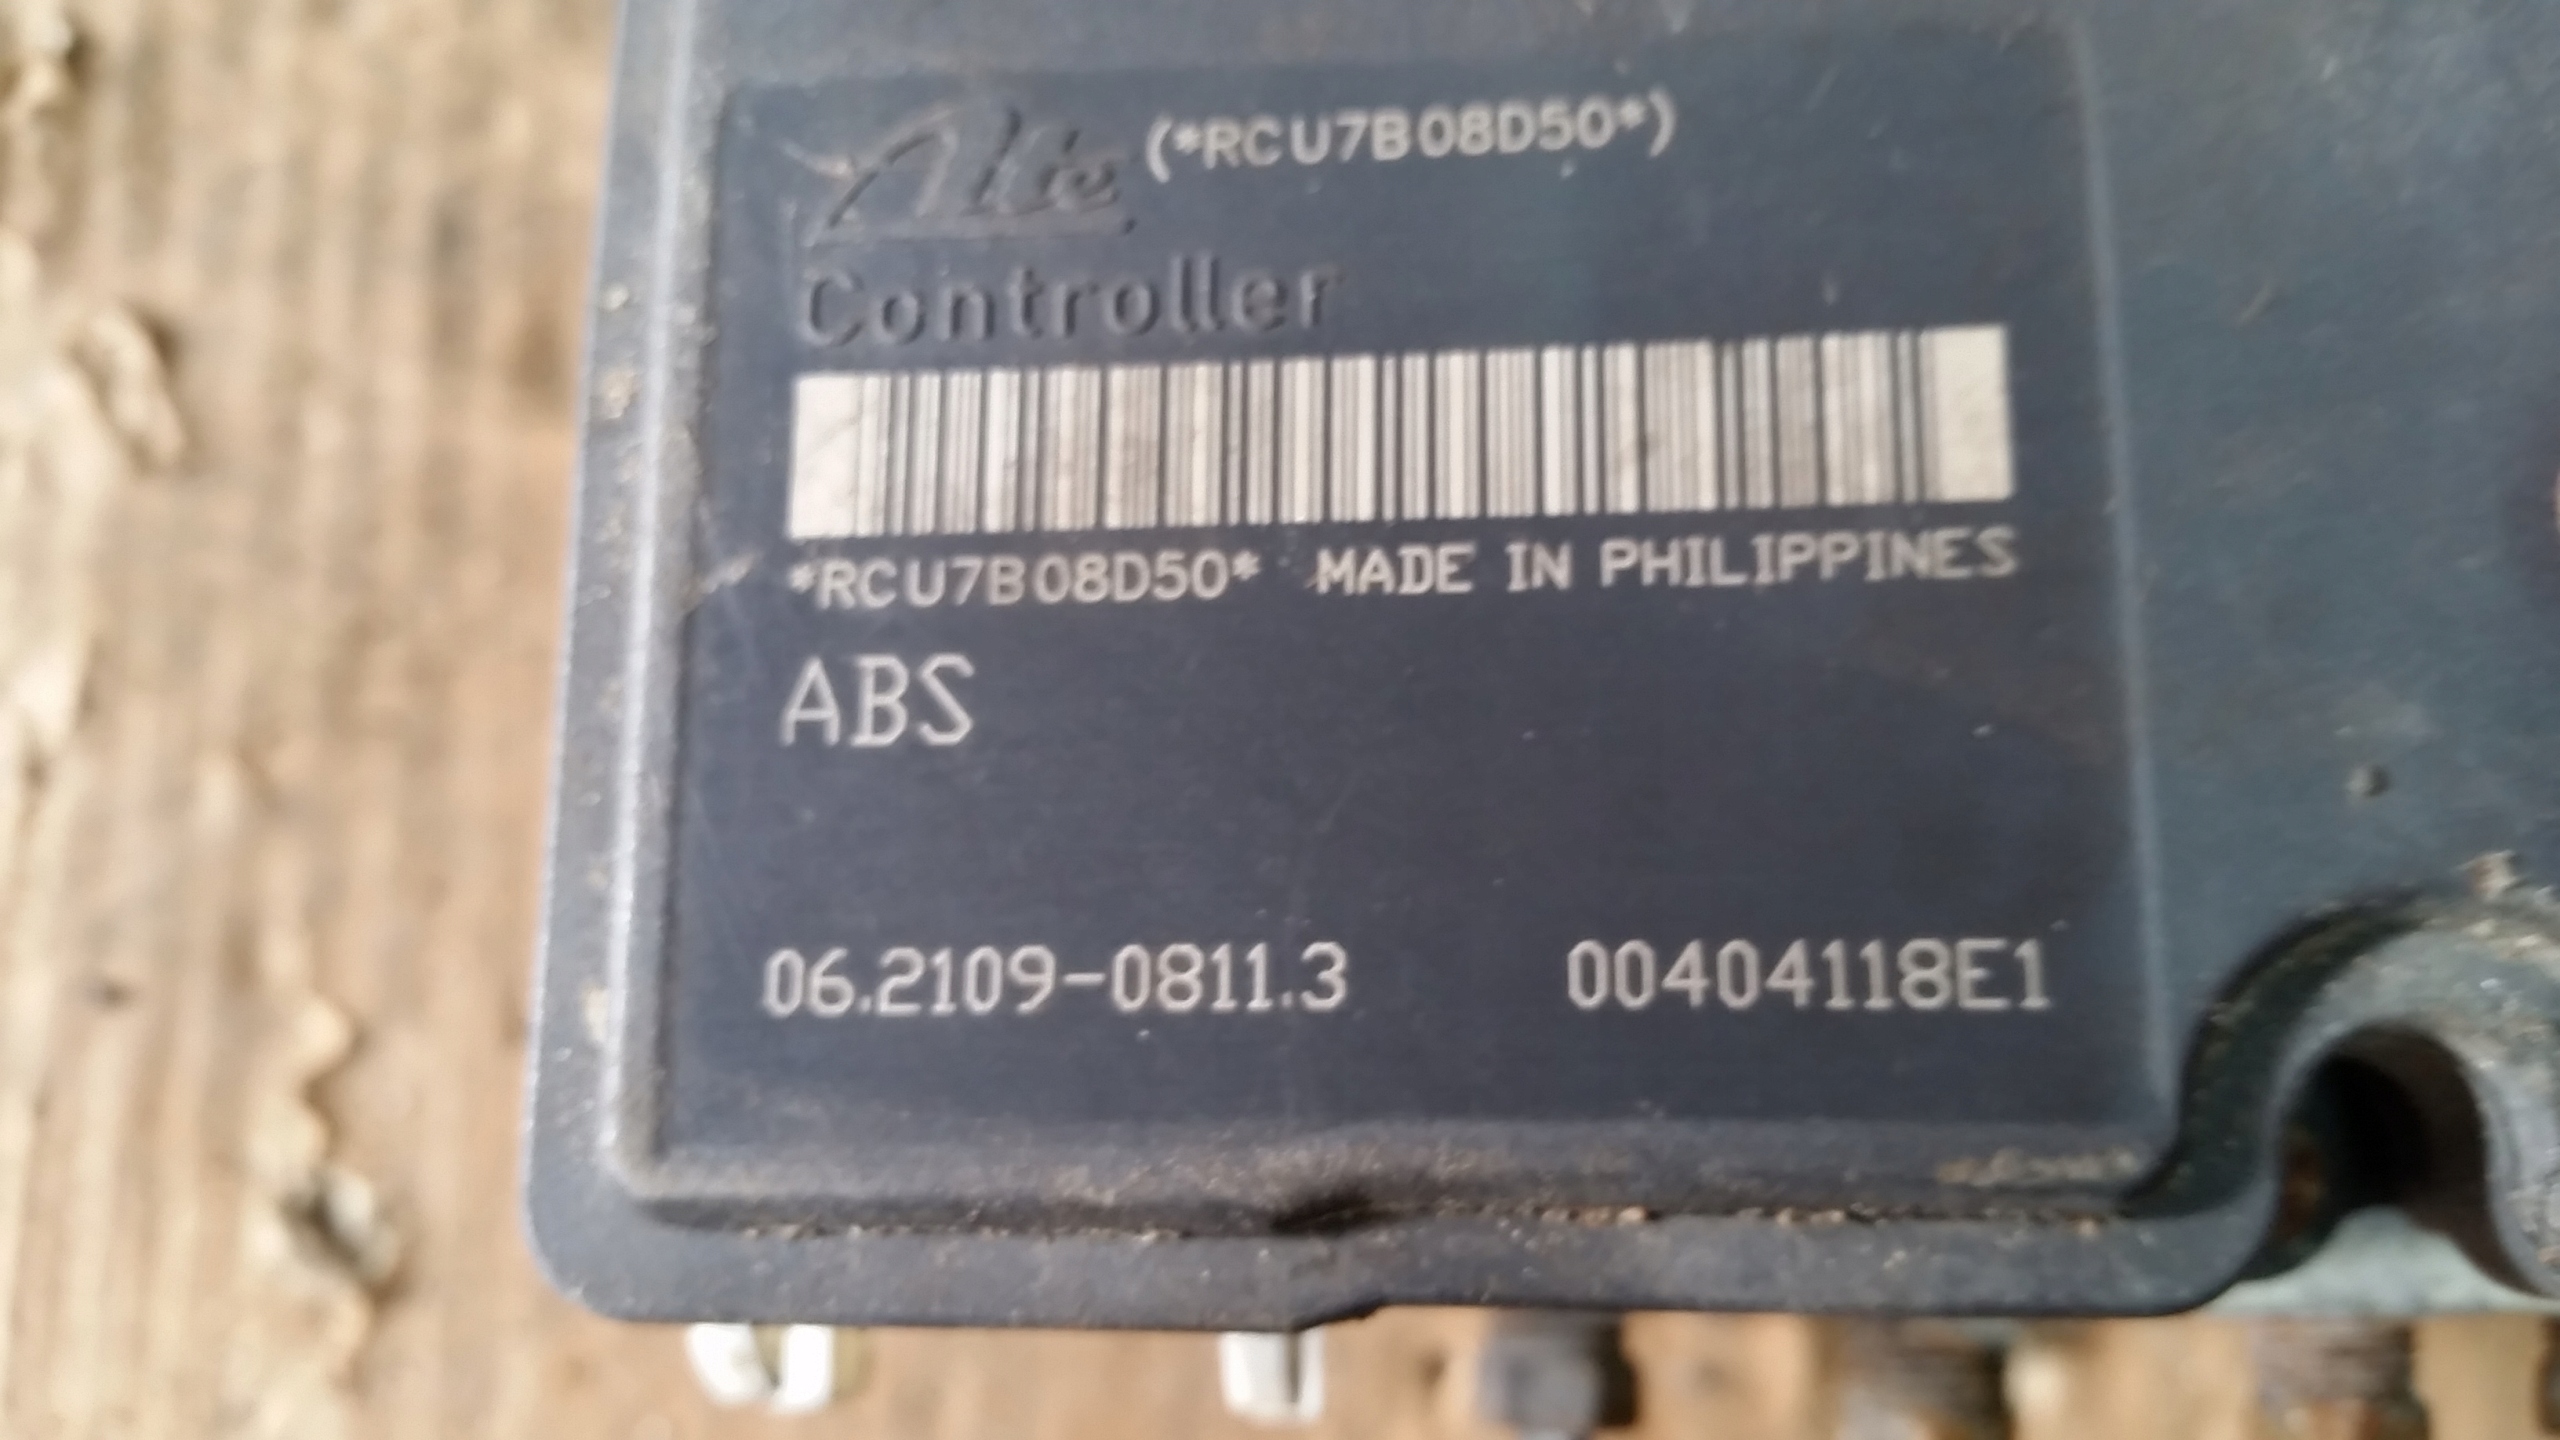 Ate (*RCU7B08D50*)
Controller
*RCU7B08D50* MADE IN PHILIPPINES
ABS
06.2109-0811.3 00404118E1